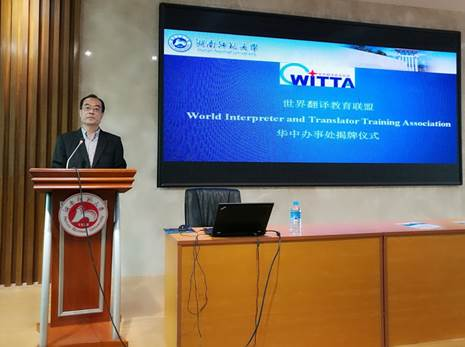 湖南师范大学
WITTA
世界翻译教育联盟
World Interpreter and Translator Training Association
华中办事处揭牌仪式